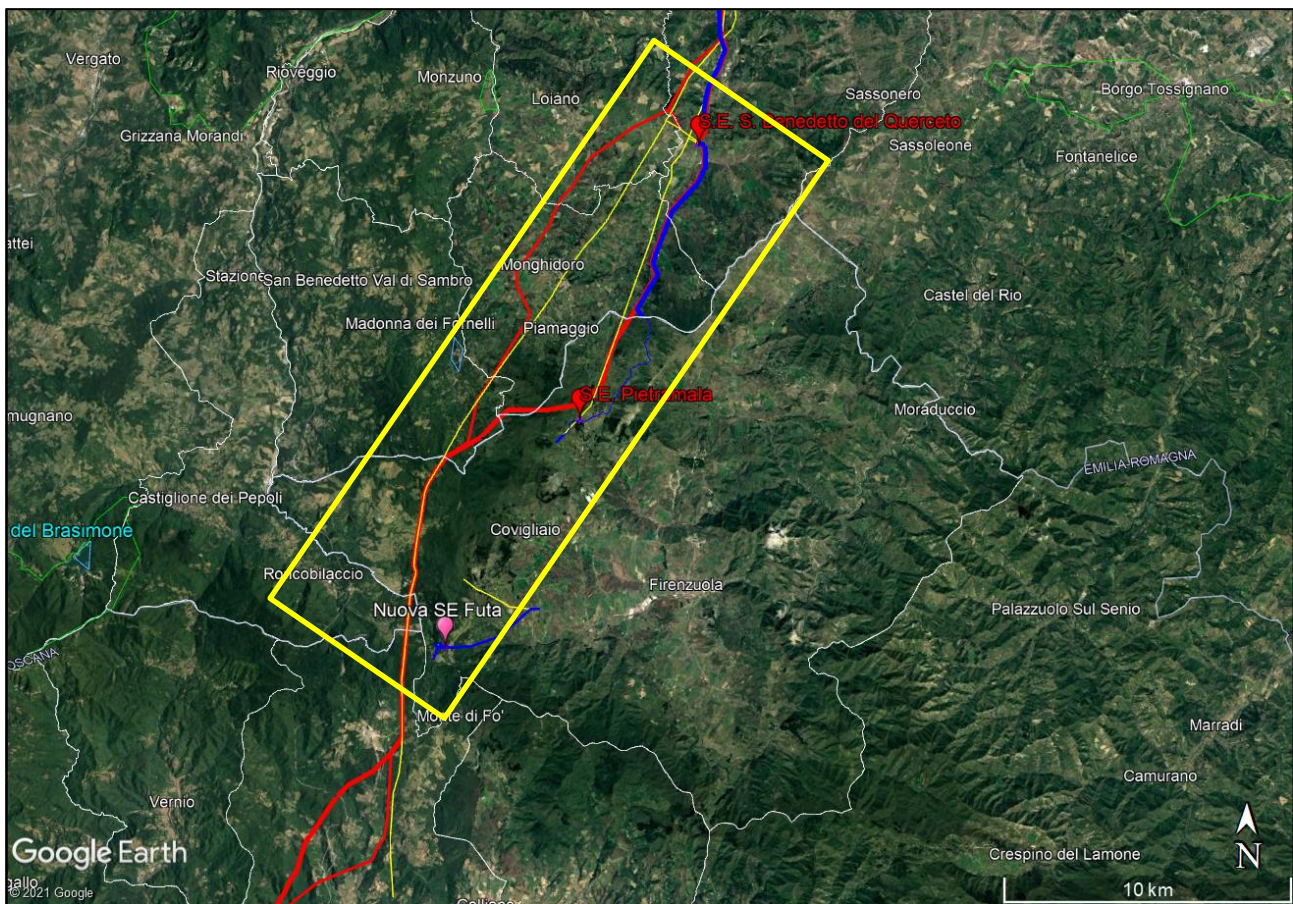 Vergato
Rioveggio
Monzuno
Loiano
Sassonero
Borgo Tossignano
Grizzana Morandi
S.E. S. Benedetto del Querceto
Sassoleone
Fontanelice
attei
Stazione
San Benedetto Val di Sambro
Monghidoro
Castel del Rio
Madonna dei Fornelli
Piamaggio
mugnano
S.E. Pietramala
Moraduccio
EMILIA-ROMAGNA
Castiglione dei Pepoli
del Brasimone
Covigliaio
Roncobilaccio
Firenzuola
Nuova SE Futa
Palazzuolo Sul Senio
OSCANA
Monte di Fo'
Marradi
Vernio
Camurano
Google Earth
N
Crespino del Lamone
© 2021 Google
10 km